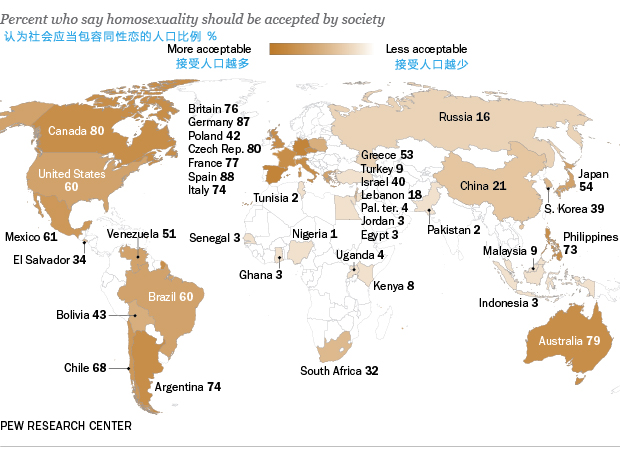 Percent who say homosexuality should be accepted by society
认为社会应当包容同性恋的人口比例 %
More acceptable
Less acceptable
接受人口越多
接受人口越少
Canada 80
United States
60
Mexico 61
El Salvador 34
Venezuela 51
Brazil 60
Bolivia 43
Chile 68
Argentina 74
Britain 76
Germany 87
Poland 42
Czech Rep. 80
France 77
Spain 88
Italy 74
Tunisia 2
Senegal 3
Nigeria 1
Ghana 3
Uganda 4
Kenya 8
South Africa 32
Greece 53
Turkey 9
Israel 40
Lebanon 18
Pal. ter. 4
Jordan 3
Egypt 3
Russia 16
China 21
Pakistan 2
Japan
54
S. Korea 39
Philippines
73
Malaysia 9
Indonesia 3
Australia 79
PEW RESEARCH CENTER